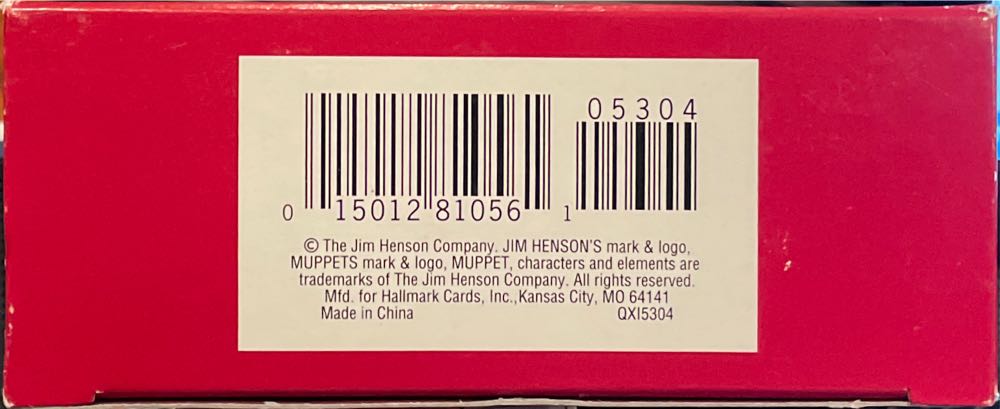 05304
0 15012 81056 1
© The Jim Henson Company. JIM HENSON'S mark & logo,
MUPPETS mark & logo, MUPPET, characters and elements are
trademarks of The Jim Henson Company. All rights reserved.
Mfd. for Hallmark Cards, Inc.,Kansas City, MO 64141
Made in China QXI5304